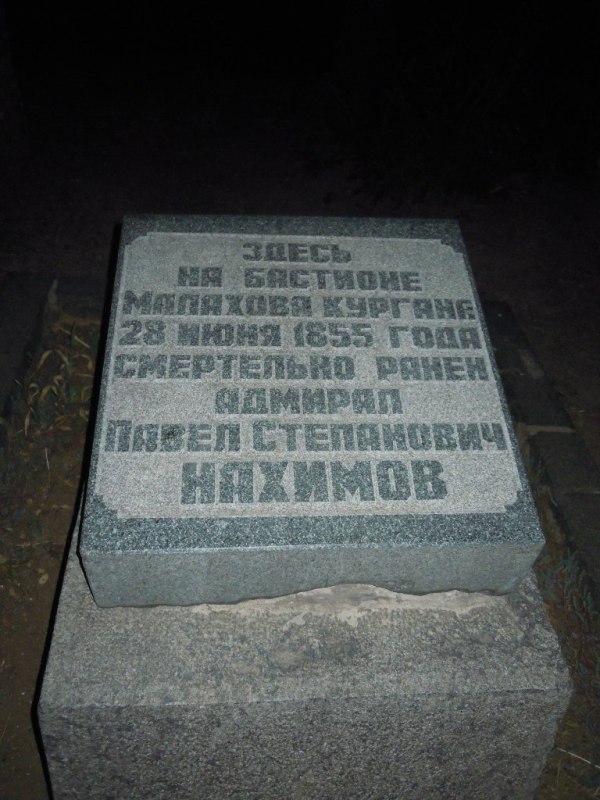 ЗДЕСЬ
НА БАСТИОНЕ
МАЛАХОВА КУРГАНА
28 ИЮНЯ 1855 ГОДА
СМЕРТЕЛЬНО РАНЕН
АДМИРАЛ
ПАВЕЛ СТЕПАНОВИЧ
НАХИМОВ